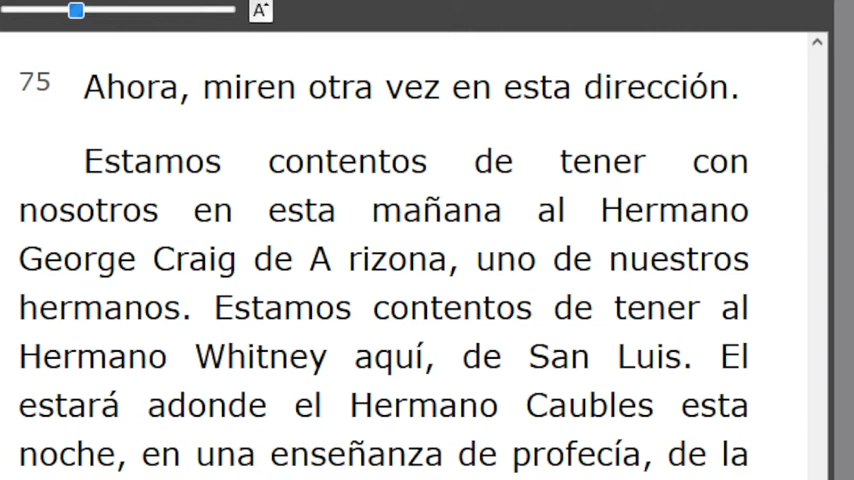 A
75 Ahora, miren otra vez en esta dirección.
Estamos contentos de tener con
nosotros en esta mañana al Hermano
George Craig de A rizona, uno de nuestros
hermanos. Estamos contentos de tener al
Hermano Whitney aquí, de San Luis. El
estará adonde el Hermano Caubles esta
noche, en una enseñanza de profecía, de la